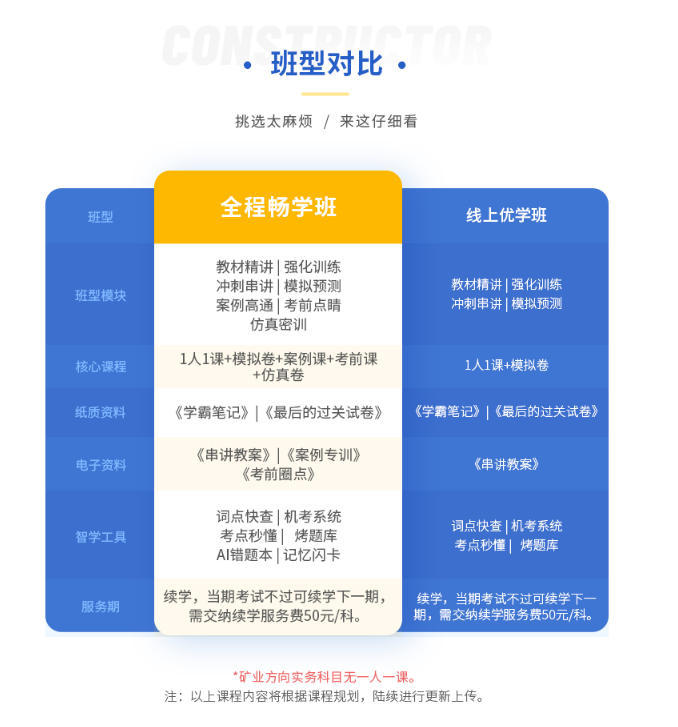 CONSTRUCTOR
• 班型对比 •
挑选太麻烦 / 来这仔细看
班型
全程畅学班
线上优学班
班型模块
教材精讲 | 强化训练
冲刺串讲 | 模拟预测
案例高通 | 考前点睛
仿真密训
教材精讲 | 强化训练
冲刺串讲 | 模拟预测
核心课程
1人1课+模拟卷+案例课+考前课
+仿真卷
1人1课+模拟卷
纸质资料
《学霸笔记》|《最后的过关试卷》
《学霸笔记》|《最后的过关试卷》
电子资料
《串讲教案》|《案例专训》
《考前圈点》
《串讲教案》
智学工具
词点快查 | 机考系统
考点秒懂 | 烤题库
AI错题本 | 记忆闪卡
词点快查 | 机考系统
考点秒懂 | 烤题库
服务期
续学，当期考试不过可续学下一期，
需交纳续学服务费50元/科。
续学，当期考试不过可续学下一
期，需交纳续学服务费50元/科。
*矿业方向实务科目无一人一课。
注：以上课程内容将根据课程规划，陆续进行更新上传。